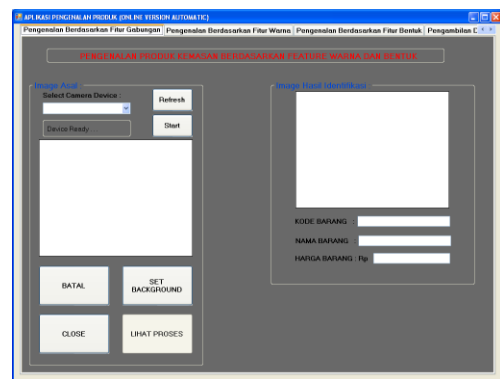 APLIKASI PENGENALAN PRODUK (ONLINE VERSION AUTOMATIC)
Pengenalan Berdasarkan Fitur Gabungan Pengenalan Berdasarkan Fitur Warna Pengenalan Berdasarkan Fitur Bentuk Pengambilan
PENGENALAN PRODUK KEMASAN BERDASARKAN FEATURE WARNA DAN BENTUK
Image Asal :
Select Camera Device :
Refresh
Device Ready ...
Start
BATAL
SET BACKGROUND
CLOSE
LIHAT PROSES
Image Hasil Identifikasi :
KODE BARANG :
NAMA BARANG :
HARGA BARANG : Rp